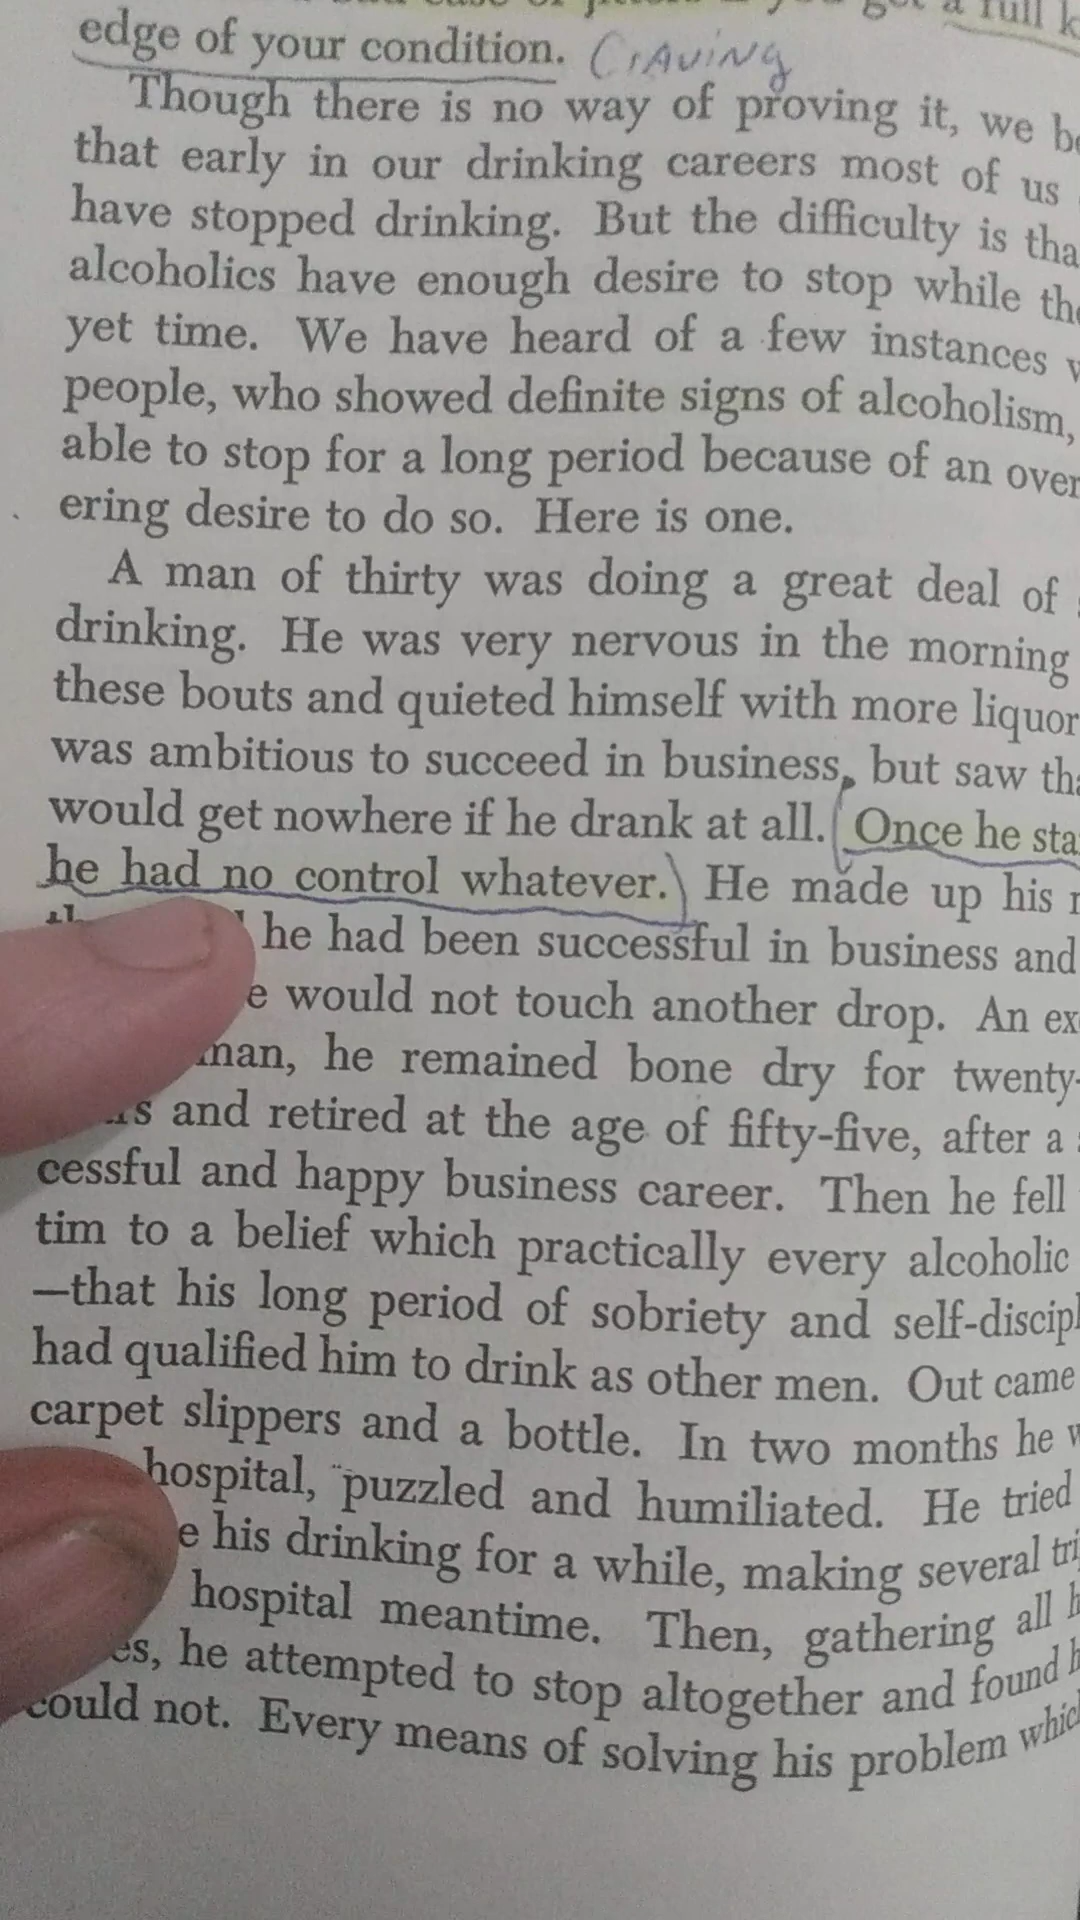 a full
edge of your condition. Craving
Though there is no way of proving it, we
that early in our drinking careers most of us
have stopped drinking. But the difficulty is
alcoholics have enough desire to stop while
yet time. We have heard of a few instances
people, who showed definite signs of alcoholism,
able to stop for a long period because of an
ering desire to do so. Here is one.
A man of thirty was doing a great deal of
drinking. He was very nervous in the morning
these bouts and quieted himself with more liquor
was ambitious to succeed in business, but saw
would get nowhere if he drank at all. (Once he
he had no control whatever.) He made up his
he had been successful in business and
would not touch another drop. An
man, he remained bone dry for twenty-
and retired at the age of fifty-five, after a
cessful and happy business career. Then he fell
tim to a belief which practically every alcoholic
—that his long period of sobriety and
had qualified him to drink as other men. Out came
carpet slippers and a bottle. In two months he
hospital, puzzled and humiliated. He tried
his drinking for a while, making several
hospital meantime. Then, gathering all
he attempted to stop altogether and found
could not. Every means of solving his problem